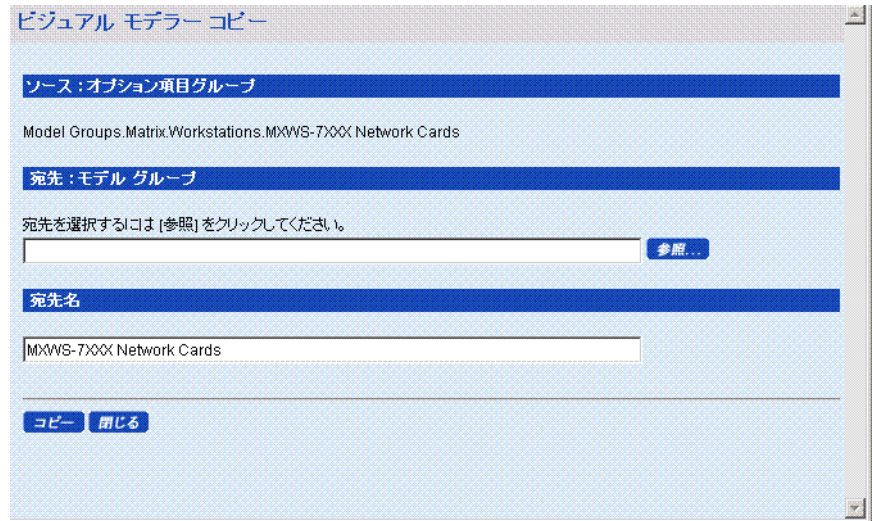 ビジュアル モデラー コピー
ソース : オプション項目グループ
Model Groups.Matrix.Workstations.MXWS-7XXX Network Cards
宛先 : モデル グループ
宛先を選択するには [参照] をクリックしてください。
参照...
宛先名
MXWS-7XXX Network Cards
コピー 閉じる